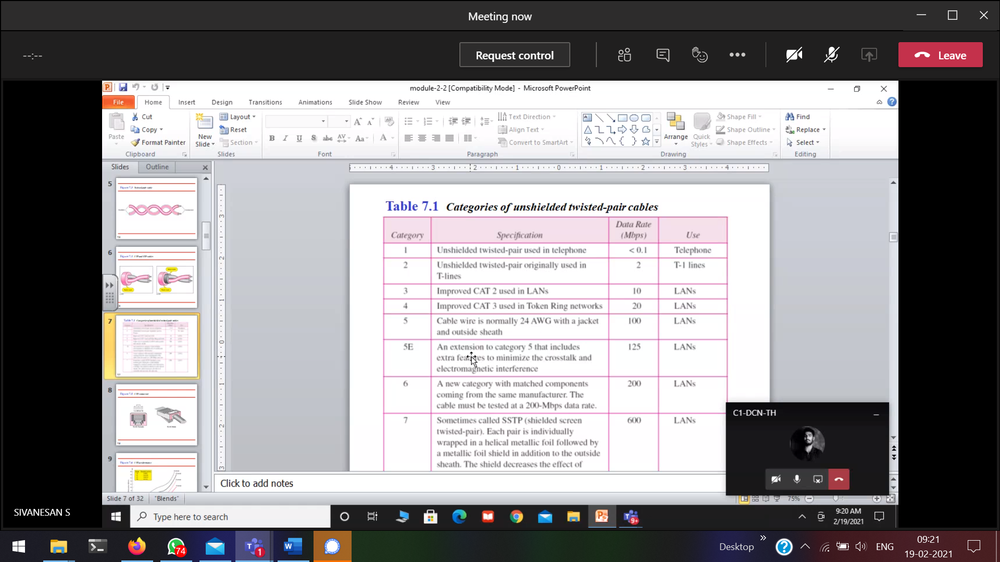 Meeting now
--:--
Request control
Leave
module-2-2 [Compatibility Mode] - Microsoft PowerPoint
File
Home
Insert
Design
Transitions
Animations
Slide Show
Review
View
Paste
Cut
Copy
Format Painter
Clipboard
New
Slide
Layout
Reset
Section
Slides
Font
Text Direction
Align Text
Convert to SmartArt
Paragraph
Arrange
Quick
Styles
Shape Fill
Shape Outline
Shape Effects
Drawing
Find
Replace
Select
Editing
Slides
Outline
5
6
7
8
9
Table 7.1 Categories of unshielded twisted-pair cables
Category
Specification
Data Rate
(Mbps)
Use
1
Unshielded twisted-pair used in telephone
< 0.1
Telephone
2
Unshielded twisted-pair originally used in
T-lines
2
T-1 lines
3
Improved CAT 2 used in LANs
10
LANs
4
Improved CAT 3 used in Token Ring networks
20
LANs
5
Cable wire is normally 24 AWG with a jacket
and outside sheath
100
LANs
5E
An extension to category 5 that includes
extra features to minimize the crosstalk and
electromagnetic interference
125
LANs
6
A new category with matched components
coming from the same manufacturer. The
cable must be tested at a 200-Mbps data rate.
200
LANs
7
Sometimes called SSTP (shielded screen
twisted-pair). Each pair is individually
wrapped in a helical metallic foil followed by
a metallic foil shield in addition to the outside
sheath. The shield decreases the effect of
600
LANs
C1-DCN-TH
Click to add notes
Slide 7 of 32
"Blends"
75%
SIVANESAN S
Type here to search
9+
9:20 AM
2/19/2021
74
1
Desktop
ENG
09:21
19-02-2021